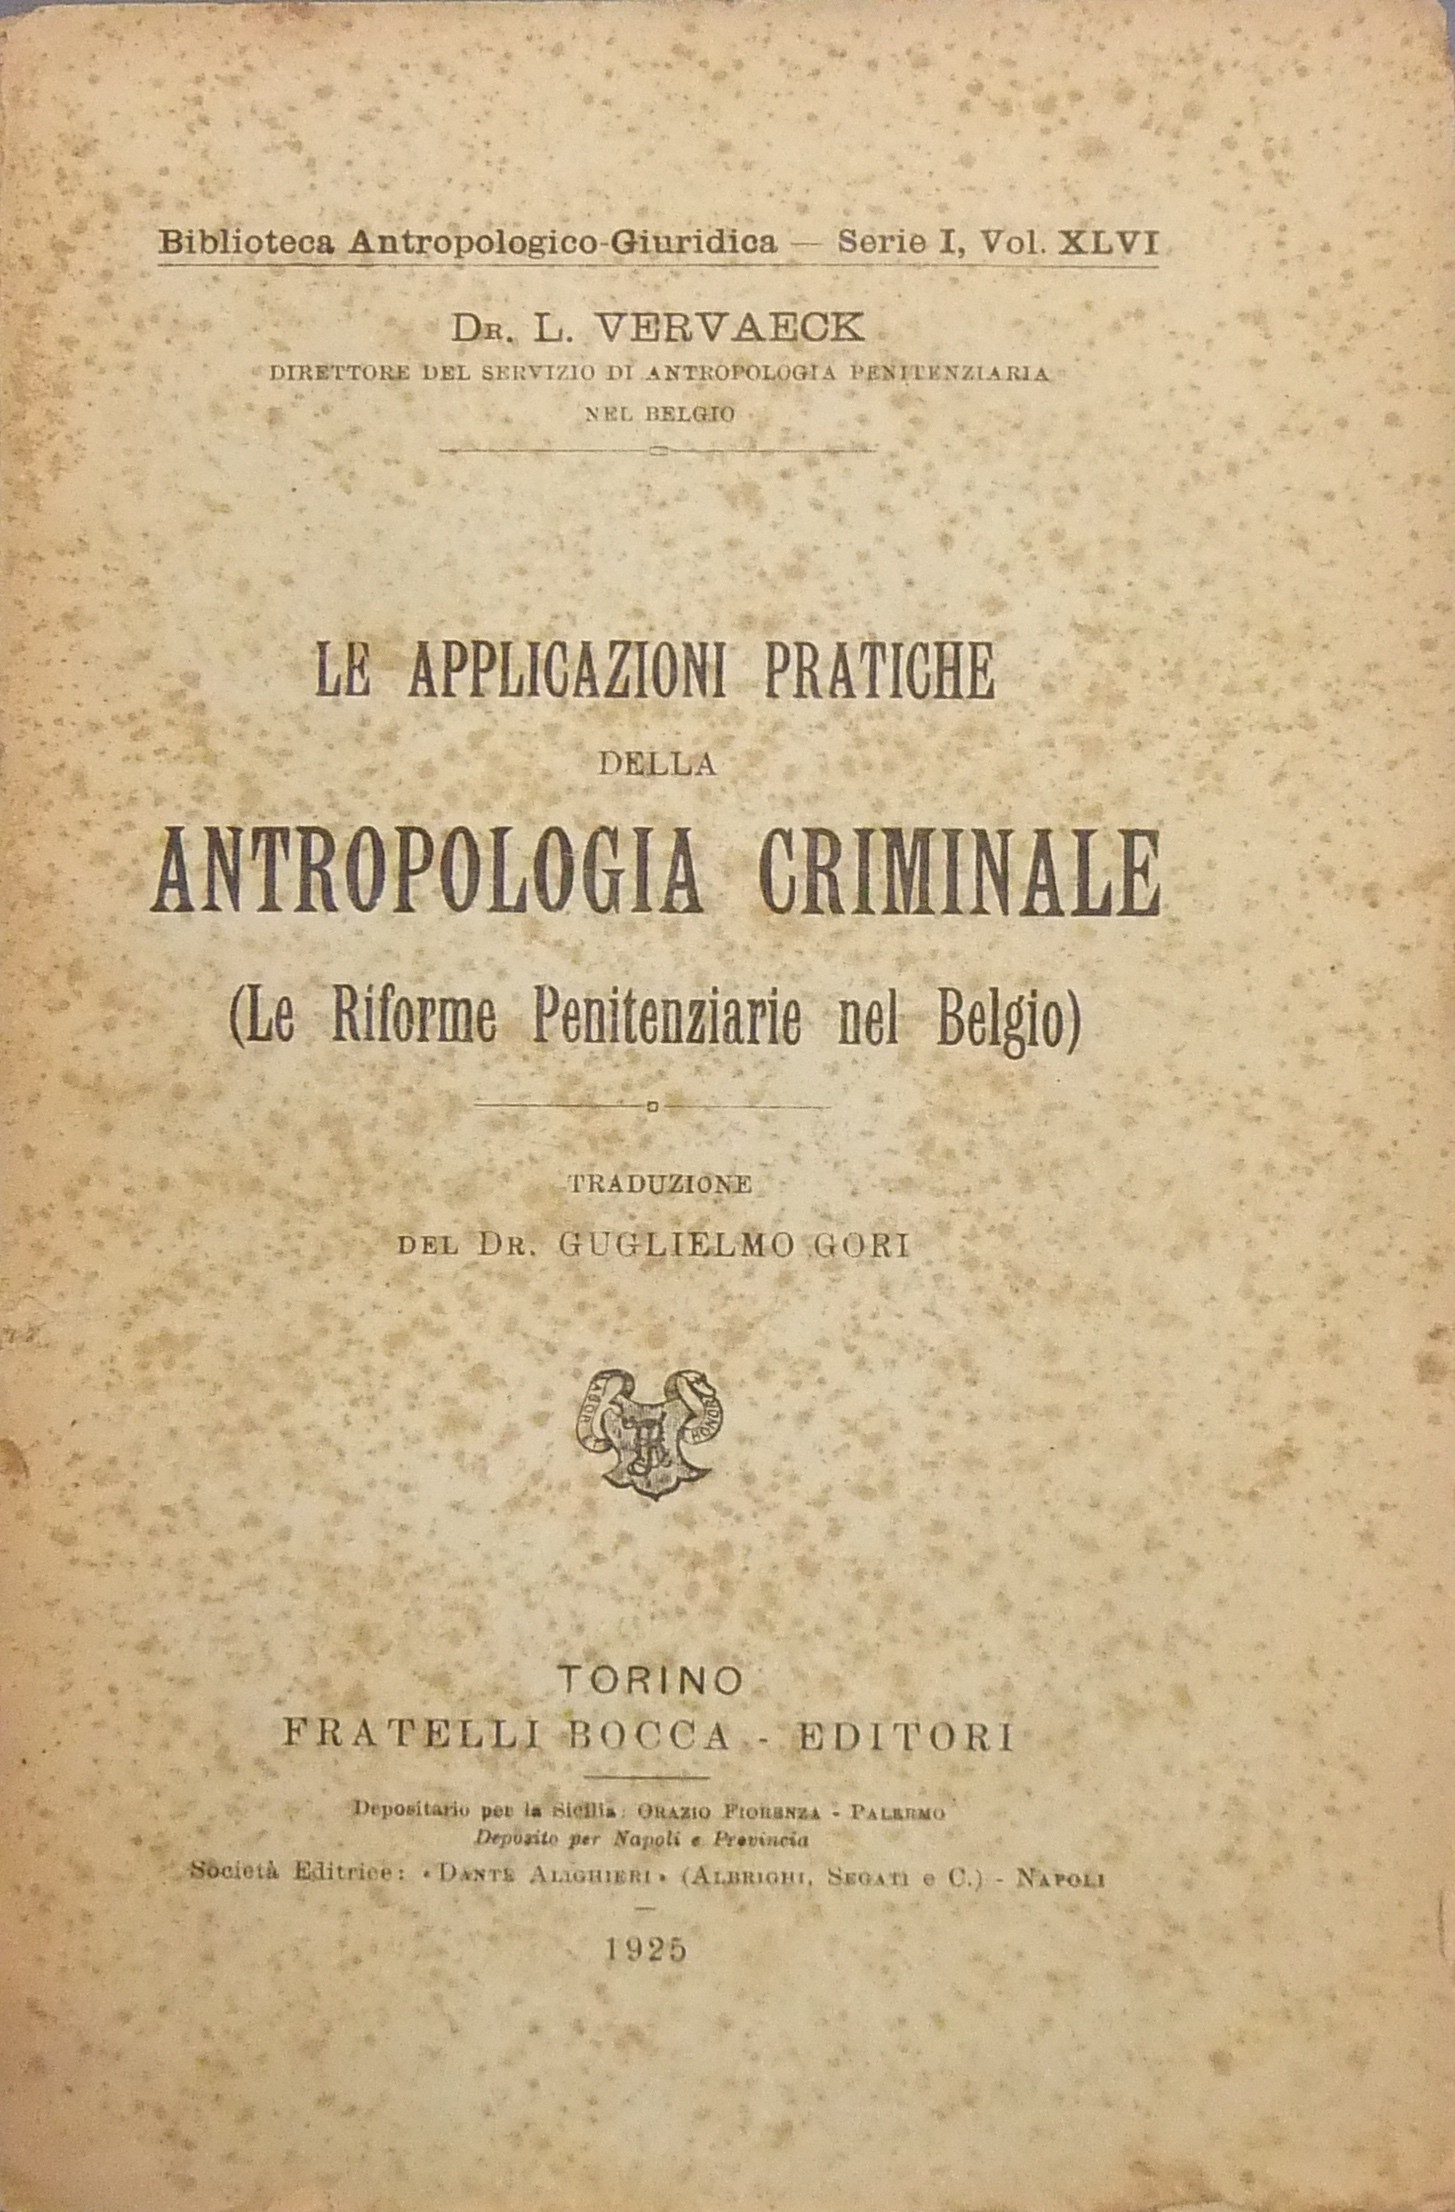 Biblioteca Antropologico-Giuridica — Serie I, Vol. XLVI
DR. L. VERVAECK
DIRETTORE DEL SERVIZIO DI ANTROPOLOGIA PENITENZIARIA
NEL BELGIO
LE APPLICAZIONI PRATICHE
DELLA
ANTROPOLOGIA CRIMINALE
(Le Riforme Penitenziarie nel Belgio)
TRADUZIONE
DEL DR. GUGLIELMO GORI
LABOR
BONOR
TORINO
FRATELLI BOCCA - EDITORI
Depositario per la Sicilia: ORAZIO FIORENZA - PALERMO
Deposito per Napoli e Provincia
Società Editrice: «DANTE ALIGHIERI» (ALBRIGHI, SEGATI e C.) - NAPOLI
1925